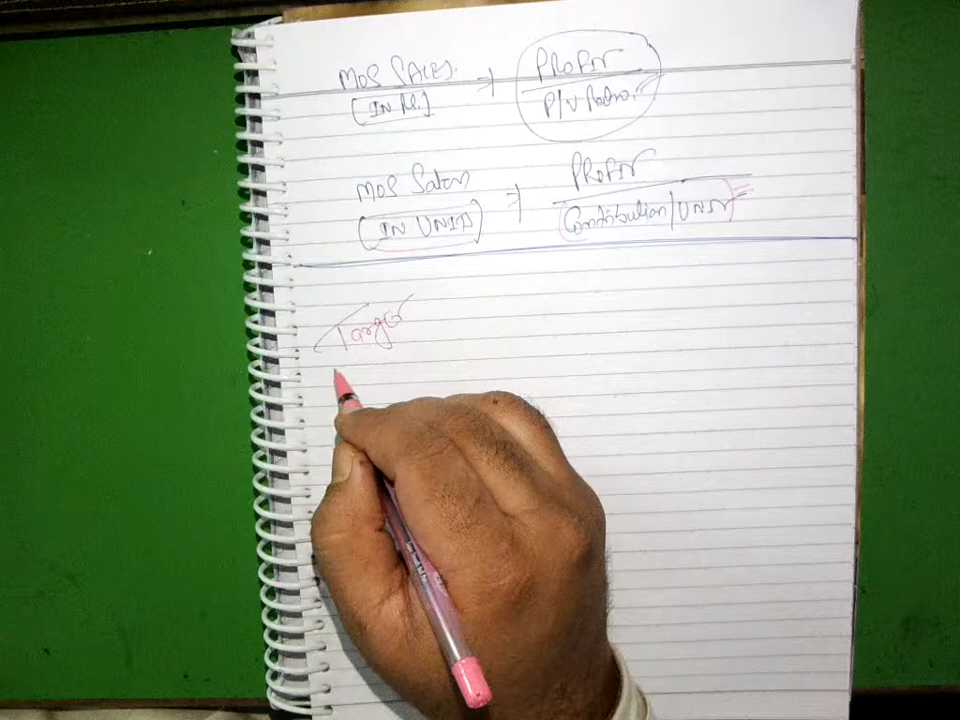 MOS SALES. → PROFIT
[IN Rs.] P/V Ratio
MOS Sales → PROFIT
(IN UNITS) (Contribution/UNIT)
Target